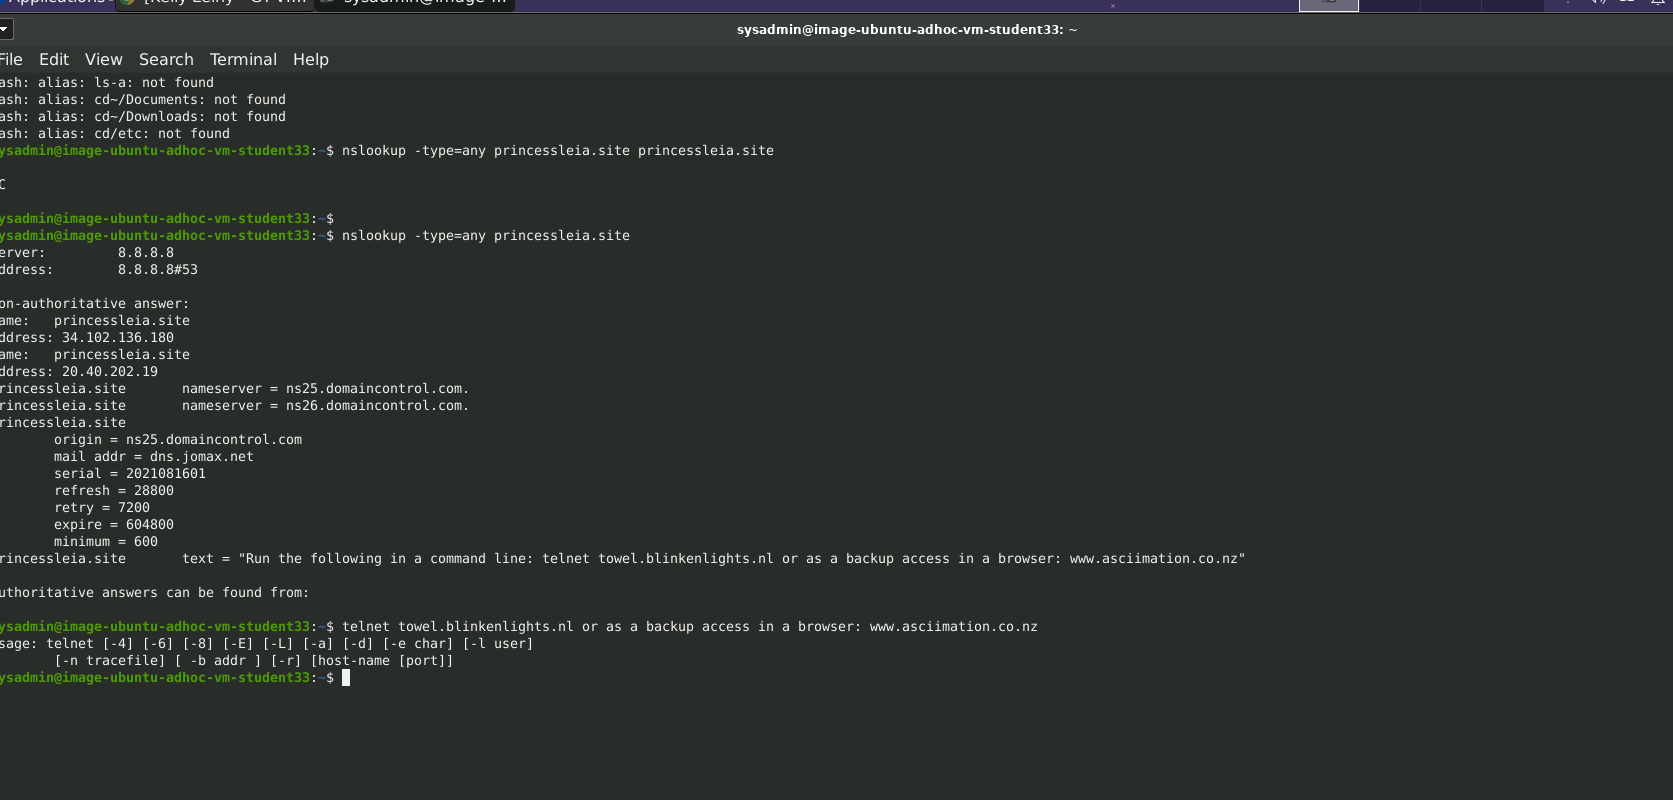 Applications
[Kelly Leiny - GT Vm...
sysadmin@image-...
sysadmin@image-ubuntu-adhoc-vm-student33: ~
File Edit View Search Terminal Help
ash: alias: ls-a: not found
ash: alias: cd~/Documents: not found
ash: alias: cd~/Downloads: not found
ash: alias: cd/etc: not found
ysadmin@image-ubuntu-adhoc-vm-student33:~$ nslookup -type=any princessleia.site princessleia.site
C
ysadmin@image-ubuntu-adhoc-vm-student33:~$
ysadmin@image-ubuntu-adhoc-vm-student33:~$ nslookup -type=any princessleia.site
erver: 8.8.8.8
ddress: 8.8.8.8#53
on-authoritative answer:
ame: princessleia.site
ddress: 34.102.136.180
ame: princessleia.site
ddress: 20.40.202.19
rincessleia.site nameserver = ns25.domaincontrol.com.
rincessleia.site nameserver = ns26.domaincontrol.com.
rincessleia.site
origin = ns25.domaincontrol.com
mail addr = dns.jomax.net
serial = 2021081601
refresh = 28800
retry = 7200
expire = 604800
minimum = 600
rincessleia.site text = "Run the following in a command line: telnet towel.blinkenlights.nl or as a backup access in a browser: www.asciimation.co.nz"
uthoritative answers can be found from:
ysadmin@image-ubuntu-adhoc-vm-student33:~$ telnet towel.blinkenlights.nl or as a backup access in a browser: www.asciimation.co.nz
sage: telnet [-4] [-6] [-8] [-E] [-L] [-a] [-d] [-e char] [-l user]
[-n tracefile] [ -b addr ] [-r] [host-name [port]]
ysadmin@image-ubuntu-adhoc-vm-student33:~$